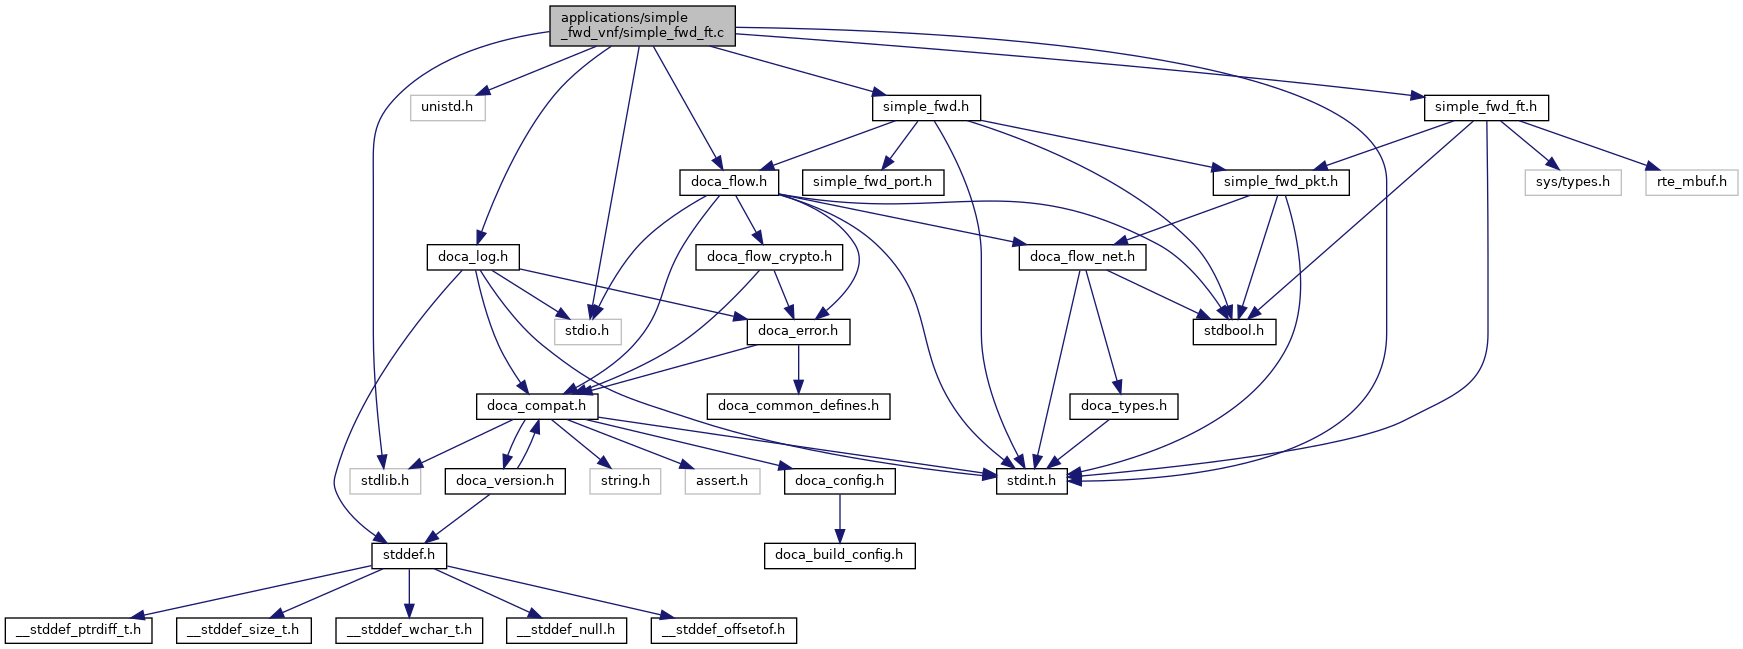 applications/simple
_fwd_vnf/simple_fwd_ft.c
unistd.h
simple_fwd.h
simple_fwd_ft.h
doca_flow.h
simple_fwd_port.h
simple_fwd_pkt.h
sys/types.h
rte_mbuf.h
doca_log.h
doca_flow_crypto.h
doca_flow_net.h
stdio.h
doca_error.h
stdbool.h
doca_compat.h
doca_common_defines.h
doca_types.h
stdlib.h
doca_version.h
string.h
assert.h
doca_config.h
stdint.h
stddef.h
doca_build_config.h
__stddef_ptrdiff_t.h
__stddef_size_t.h
__stddef_wchar_t.h
__stddef_null.h
__stddef_offsetof.h